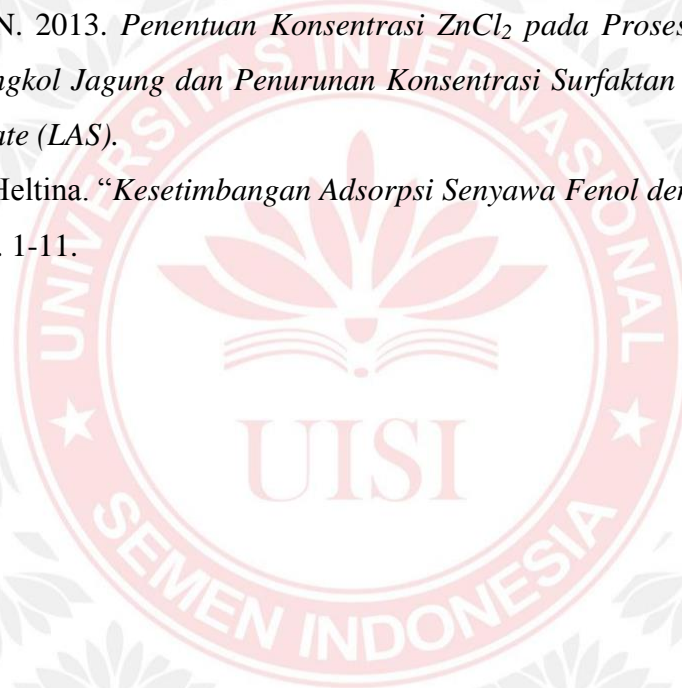 N. 2013. Penentuan Konsentrasi ZnCl₂ pada Proses
ngkol Jagung dan Penurunan Konsentrasi Surfaktan
ate (LAS).
Heltina. “Kesetimbangan Adsorpsi Senyawa Fenol der
. 1-11.
UNIVERSITAS INTERNASIONAL
UISI
SEMEN INDONESIA